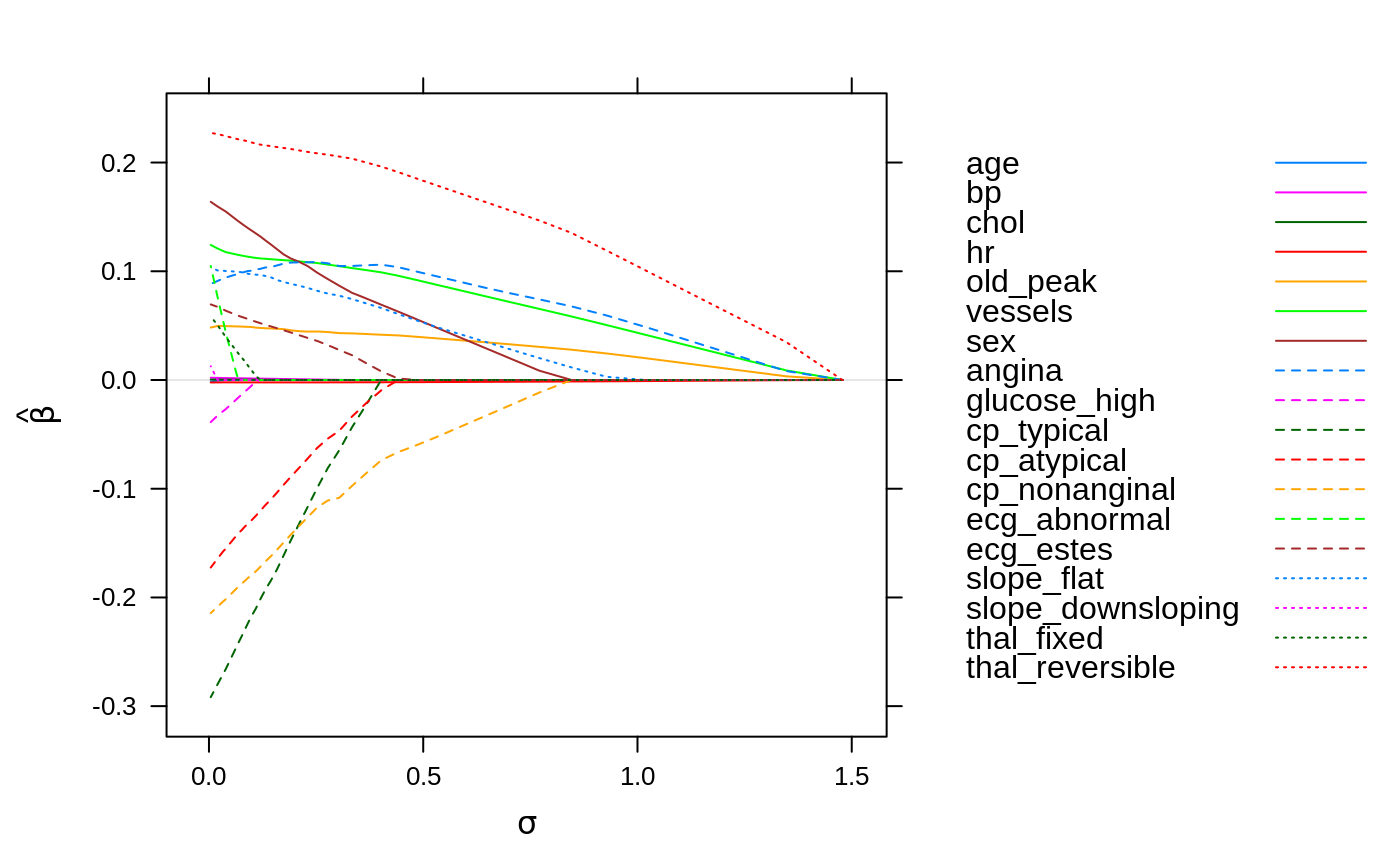 0.2
0.1
0.0
-0.1
-0.2
-0.3
β̂
0.0 0.5 1.0 1.5
σ
age
bp
chol
hr
old_peak
vessels
sex
angina
glucose_high
cp_typical
cp_atypical
cp_nonanginal
ecg_abnormal
ecg_estes
slope_flat
slope_downsloping
thal_fixed
thal_reversible